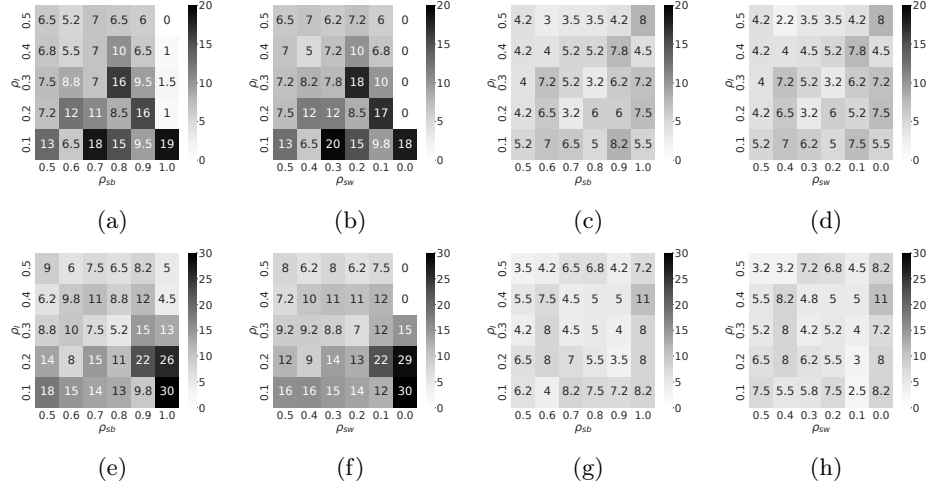 0.5 6.5 7 6.5 6.5 6 0 20
0.4 6.8 5.5 7 10 6.5 1 15
ρi 0.3 7.5 8.8 7 16 9.5 1.5 10
0.2 7.2 12 11 8.5 16 1 5
0.1 13 6.5 18 15 9.5 19 0
0.5 0.6 0.7 0.8 0.9 1.0
ρsb
(a)
0.5 6.5 7 6.2 6 6.2 0 20
0.4 7 5 7.2 10 6.8 0 15
ρi 0.3 7.2 8.2 7.8 18 10 0 10
0.2 6.5 12 12 8.5 17 0 5
0.1 13 6.5 20 15 9.8 18 0
0.5 0.4 0.3 0.2 0.1 0.0
ρsw
(b)
0.5 4.2 3 3.5 3.5 4.2 8 20
0.4 4.2 4 5.2 5.2 7.8 4.5 15
ρi 0.3 4 7.2 5.2 3.2 6.2 7.2 10
0.2 4.2 6.5 3.2 6 6 7.5 5
0.1 5.2 7 6.2 5 8.2 5.5 0
0.5 0.6 0.7 0.8 0.9 1.0
ρsb
(c)
0.5 4.2 2.2 3.5 3.5 4.2 8 20
0.4 4.2 4 4.5 5.2 7.8 4.5 15
ρi 0.3 4 7.2 5.2 3.2 6.2 7.2 10
0.2 4.2 6.5 3.2 6 5.2 7.5 5
0.1 5.2 7 6.2 5 7.5 5.5 0
0.5 0.4 0.3 0.2 0.1 0.0
ρsw
(d)
0.5 9 6 7.5 6.5 8.2 5 30
0.4 6.2 9.8 11 8.8 12 4.5 25
20
ρi 0.3 8.8 10 7.5 5.2 15 13 15
10
0.2 14 8 15 11 22 26 5
0.1 18 15 14 13 9.8 30 0
0.5 0.6 0.7 0.8 0.9 1.0
ρsb
(e)
0.5 8 6.2 8 6.2 7.5 0 30
0.4 7.2 10 11 11 12 0 25
20
ρi 0.3 9.2 9.2 8.8 7 12 15 15
10
0.2 12 9 14 13 22 29 5
0.1 16 16 15 14 12 30 0
0.5 0.4 0.3 0.2 0.1 0.0
ρsw
(f)
0.5 3.5 4.2 6.5 6.8 4.2 7.2 30
0.4 5.5 7.5 4.5 5 5 11 25
20
ρi 0.3 4.2 8 4.5 5 4 8 15
10
0.2 6.5 8 7 5.5 3.5 8 5
0.1 6.2 4 8.2 7.5 7.2 8.2 0
0.5 0.6 0.7 0.8 0.9 1.0
ρsb
(g)
0.5 3.2 3.2 7.2 6.8 4.5 8.2 30
0.4 5.5 8.2 4.8 5 5 11 25
20
ρi 0.3 5.2 8 4.2 5.2 4 7.2 15
10
0.2 6.5 8 6.2 6.2 3 8 5
0.1 7.5 5.5 5.8 7.5 2.5 8.2 0
0.5 0.4 0.3 0.2 0.1 0.0
ρsw
(h)